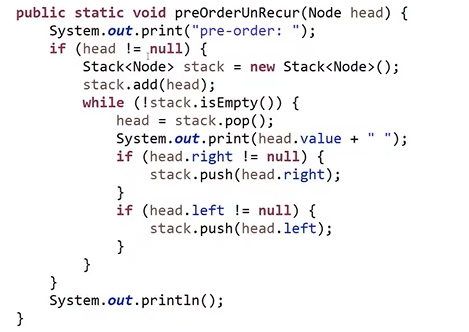 public static void preOrderUnRecur(Node head) {
    System.out.print("pre-order: ");
    if (head != null) {
        Stack<Node> stack = new Stack<Node>();
        stack.add(head);
        while (!stack.isEmpty()) {
            head = stack.pop();
            System.out.print(head.value + " ");
            if (head.right != null) {
                stack.push(head.right);
            }
            if (head.left != null) {
                stack.push(head.left);
            }
        }
    }
    System.out.println();
}